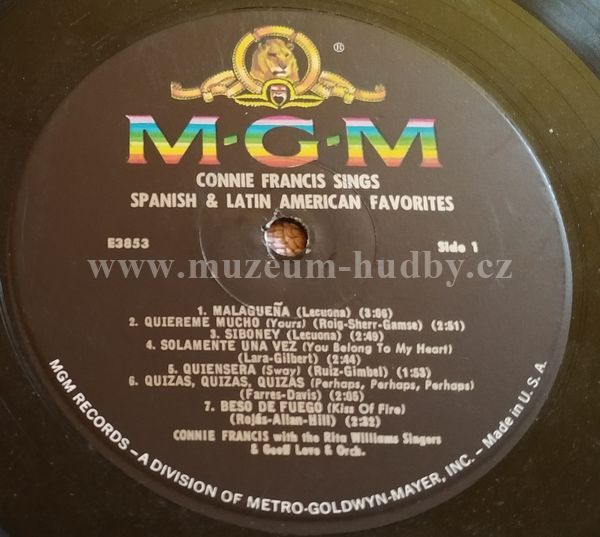 ®
M-G-M
CONNIE FRANCIS SINGS
SPANISH & LATIN AMERICAN FAVORITES
E3853 Side 1
www.muzeum-hudby.cz
1. MALAGUEÑA (Lecuona) (3:06)
2. QUIEREME MUCHO (Yours) (Roig-Sherr-Gamse) (2:51)
3. SIBONEY (Lecuona) (2:49)
4. SOLAMENTE UNA VEZ (You Belong To My Heart)
(Lara-Gilbert) (2:44)
5. QUIENSERA (Sway) (Ruiz-Gimbel) (1:53)
6. QUIZAS, QUIZAS, QUIZAS (Perhaps, Perhaps, Perhaps)
(Farres-Davis) (2:05)
7. BESO DE FUEGO (Kiss Of Fire)
(Rojas-Allan-Hill) (2:32)
CONNIE FRANCIS with the Rita Williams Singers
& Geoff Love & Orch.
MGM RECORDS – A DIVISION OF METRO-GOLDWYN-MAYER, INC. – Made in U.S.A.